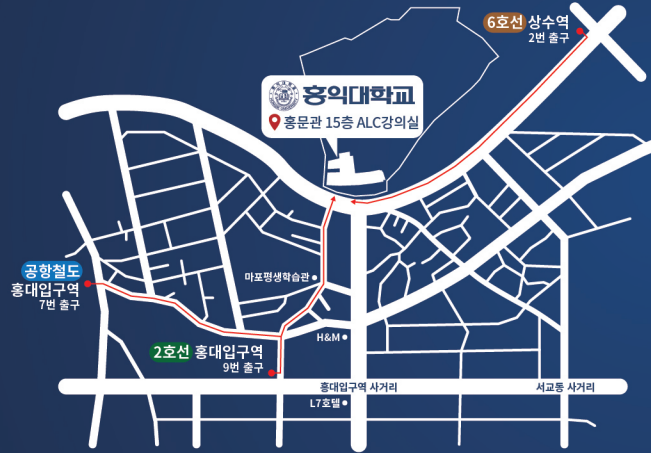 6호선 상수역
2번 출구
홍익대학교
홍문관 15층 ALC강의실
공항철도
홍대입구역
7번 출구
마포평생학습관
2호선 홍대입구역
9번 출구
H&M
홍대입구역 사거리
서교동 사거리
L7호텔